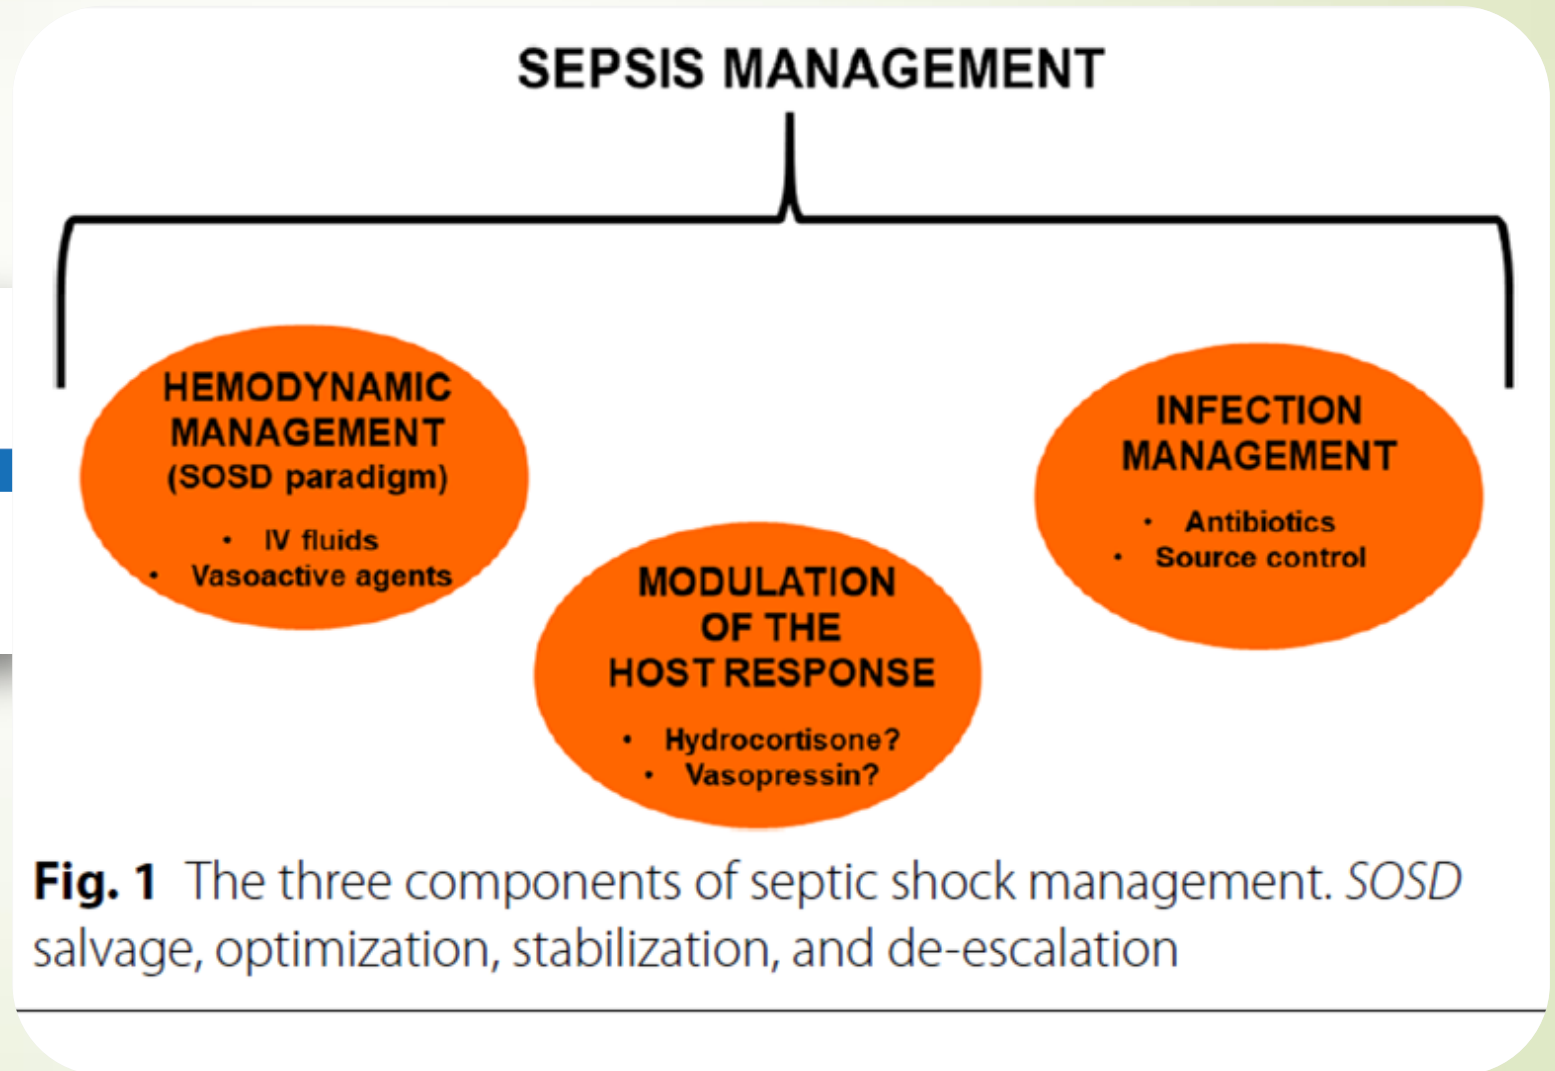 SEPSIS MANAGEMENT
HEMODYNAMIC
MANAGEMENT
(SOSD paradigm)
• IV fluids
• Vasoactive agents
MODULATION
OF THE
HOST RESPONSE
• Hydrocortisone?
• Vasopressin?
INFECTION
MANAGEMENT
• Antibiotics
• Source control
Fig. 1 The three components of septic shock management. SOSD
salvage, optimization, stabilization, and de-escalation